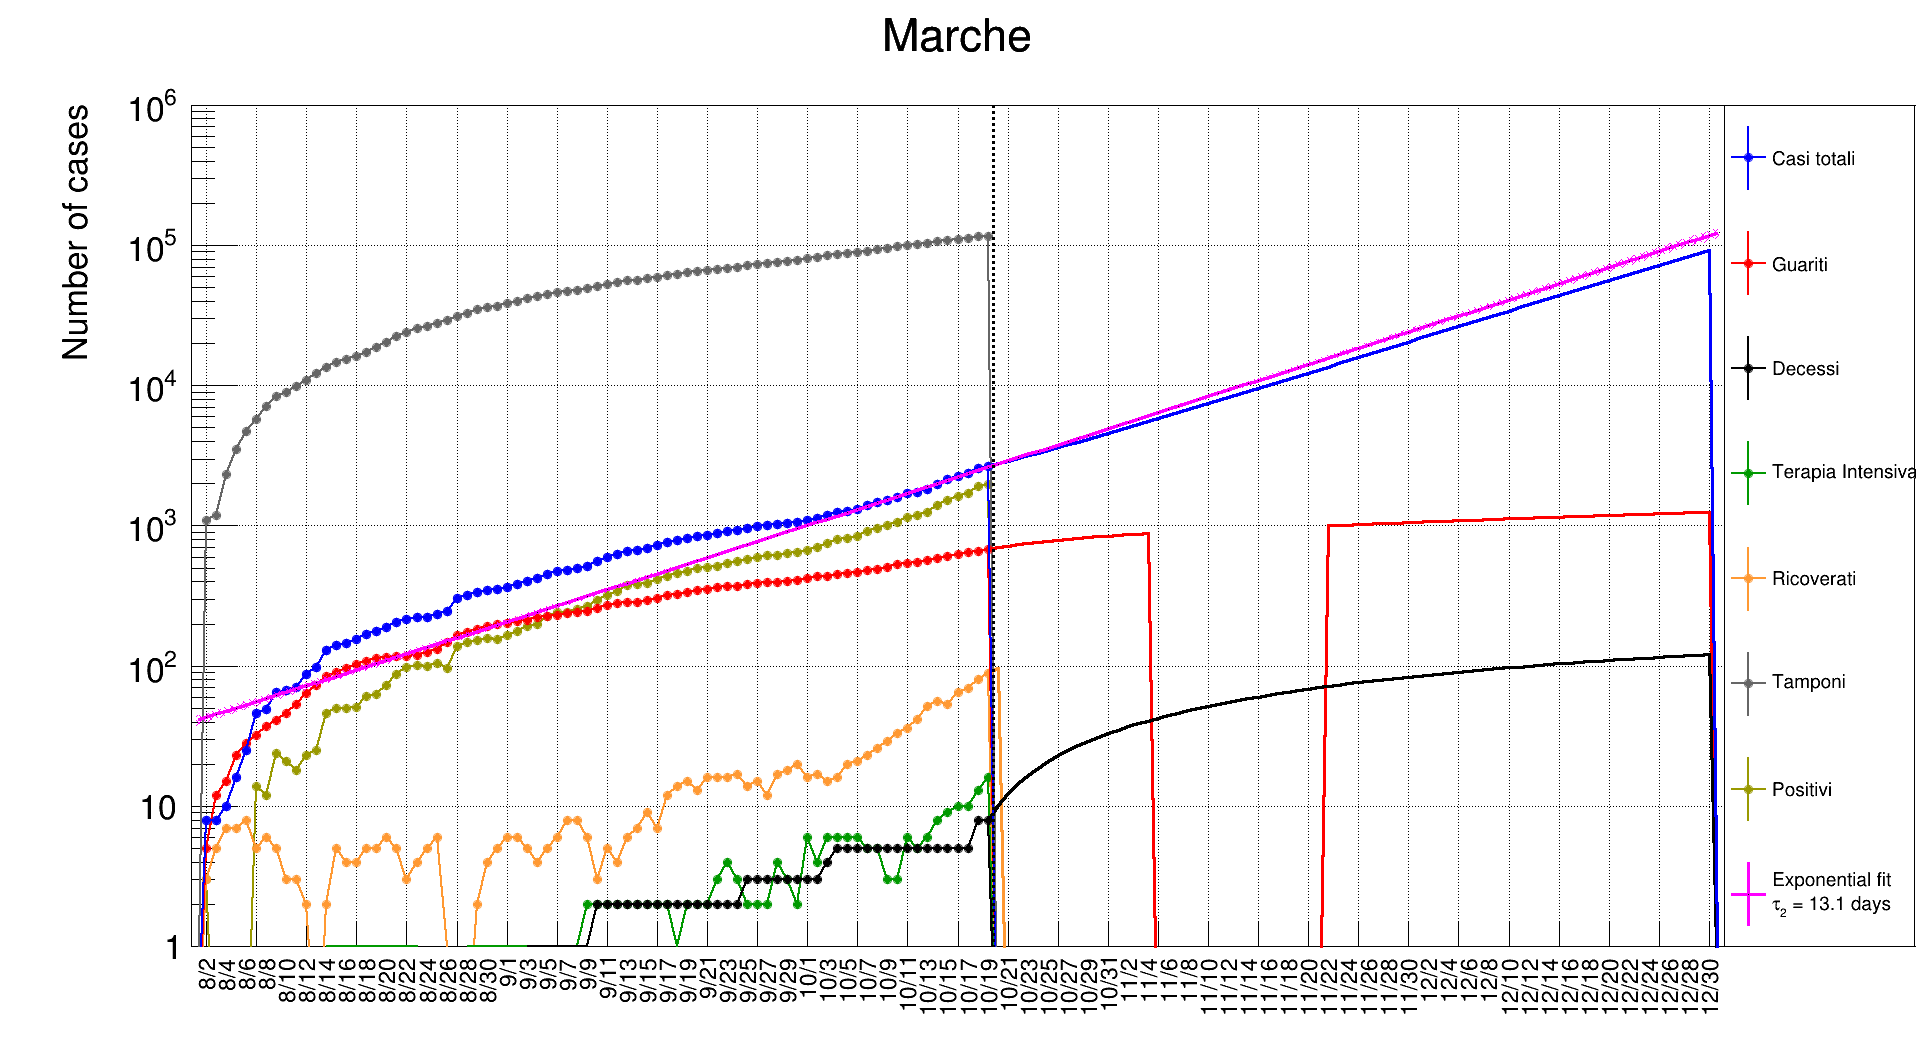 Marche
Number of cases
10^6
10^5
10^4
10^3
10^2
10
1
8/2 8/4 8/6 8/8 8/10 8/12 8/14 8/16 8/18 8/20 8/22 8/24 8/26 8/28 8/30 9/1 9/3 9/5 9/7 9/9 9/11 9/13 9/15 9/17 9/19 9/21 9/23 9/25 9/27 9/29 10/1 10/3 10/5 10/7 10/9 10/11 10/13 10/15 10/17 10/19 10/21 10/23 10/25 10/27 10/29 10/31 11/2 11/4 11/6 11/8 11/10 11/12 11/14 11/16 11/18 11/20 11/22 11/24 11/26 11/28 11/30 12/2 12/4 12/6 12/8 12/10 12/12 12/14 12/16 12/18 12/20 12/22 12/24 12/26 12/28 12/30
Casi totali
Guariti
Decessi
Terapia Intensiva
Ricoverati
Tamponi
Positivi
Exponential fit
τ_2 = 13.1 days